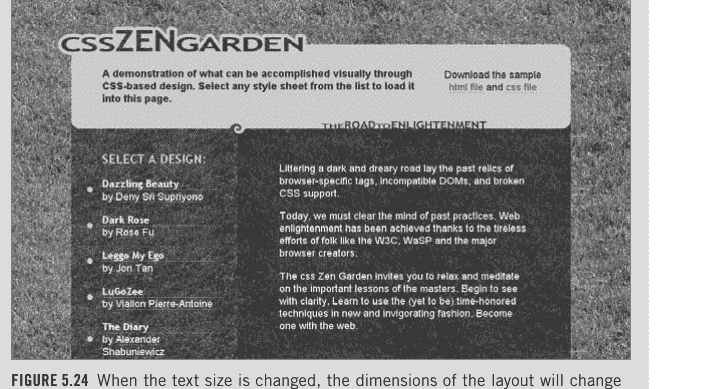 cssZENGARDEN
A demonstration of what can be accomplished visually through
CSS-based design. Select any style sheet from the list to load it
into this page.
Download the sample
html file and css file
THEROADTOENLIGHTENMENT
SELECT A DESIGN:
Dazzling Beauty
by Deny Sri Supriyono
Dark Rose
by Rose Fu
Leggo My Ego
by Jon Tan
LuGoZee
by Viallon Pierre-Antoine
The Diary
by Alexander
Shabuniewicz
Littering a dark and dreary road lay the past relics of
browser-specific tags, incompatible DOMs, and broken
CSS support.
Today, we must clear the mind of past practices. Web
enlightenment has been achieved thanks to the tireless
efforts of folk like the W3C, WaSP and the major
browser creators.
The css Zen Garden invites you to relax and meditate
on the important lessons of the masters. Begin to see
with clarity. Learn to use the (yet to be) time-honored
techniques in new and invigorating fashion. Become
one with the web.
FIGURE 5.24 When the text size is changed, the dimensions of the layout will change